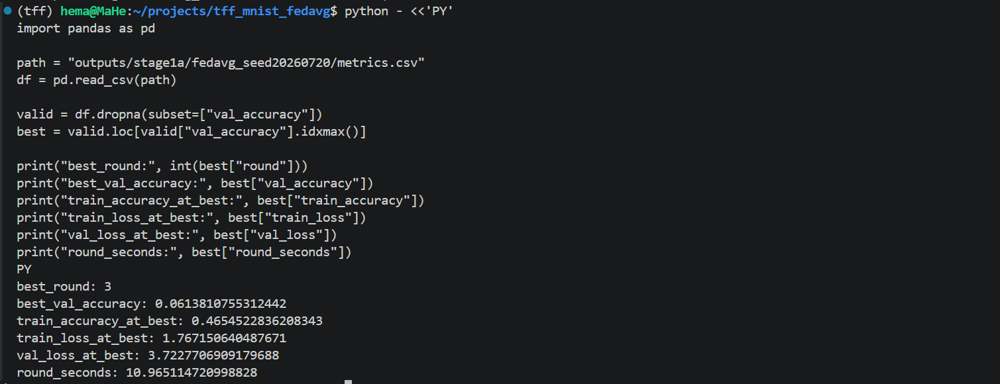 (tff) hema@MaHe:~/projects/tff_mnist_fedavg$ python - <<'PY'
import pandas as pd
path = "outputs/stage1a/fedavg_seed20260720/metrics.csv"
df = pd.read_csv(path)
valid = df.dropna(subset=["val_accuracy"])
best = valid.loc[valid["val_accuracy"].idxmax()]
print("best_round:", int(best["round"]))
print("best_val_accuracy:", best["val_accuracy"])
print("train_accuracy_at_best:", best["train_accuracy"])
print("train_loss_at_best:", best["train_loss"])
print("val_loss_at_best:", best["val_loss"])
print("round_seconds:", best["round_seconds"])
PY
best_round: 3
best_val_accuracy: 0.0613810755312442
train_accuracy_at_best: 0.4654522836208343
train_loss_at_best: 1.767150640487671
val_loss_at_best: 3.7227706909179688
round_seconds: 10.965114720998828